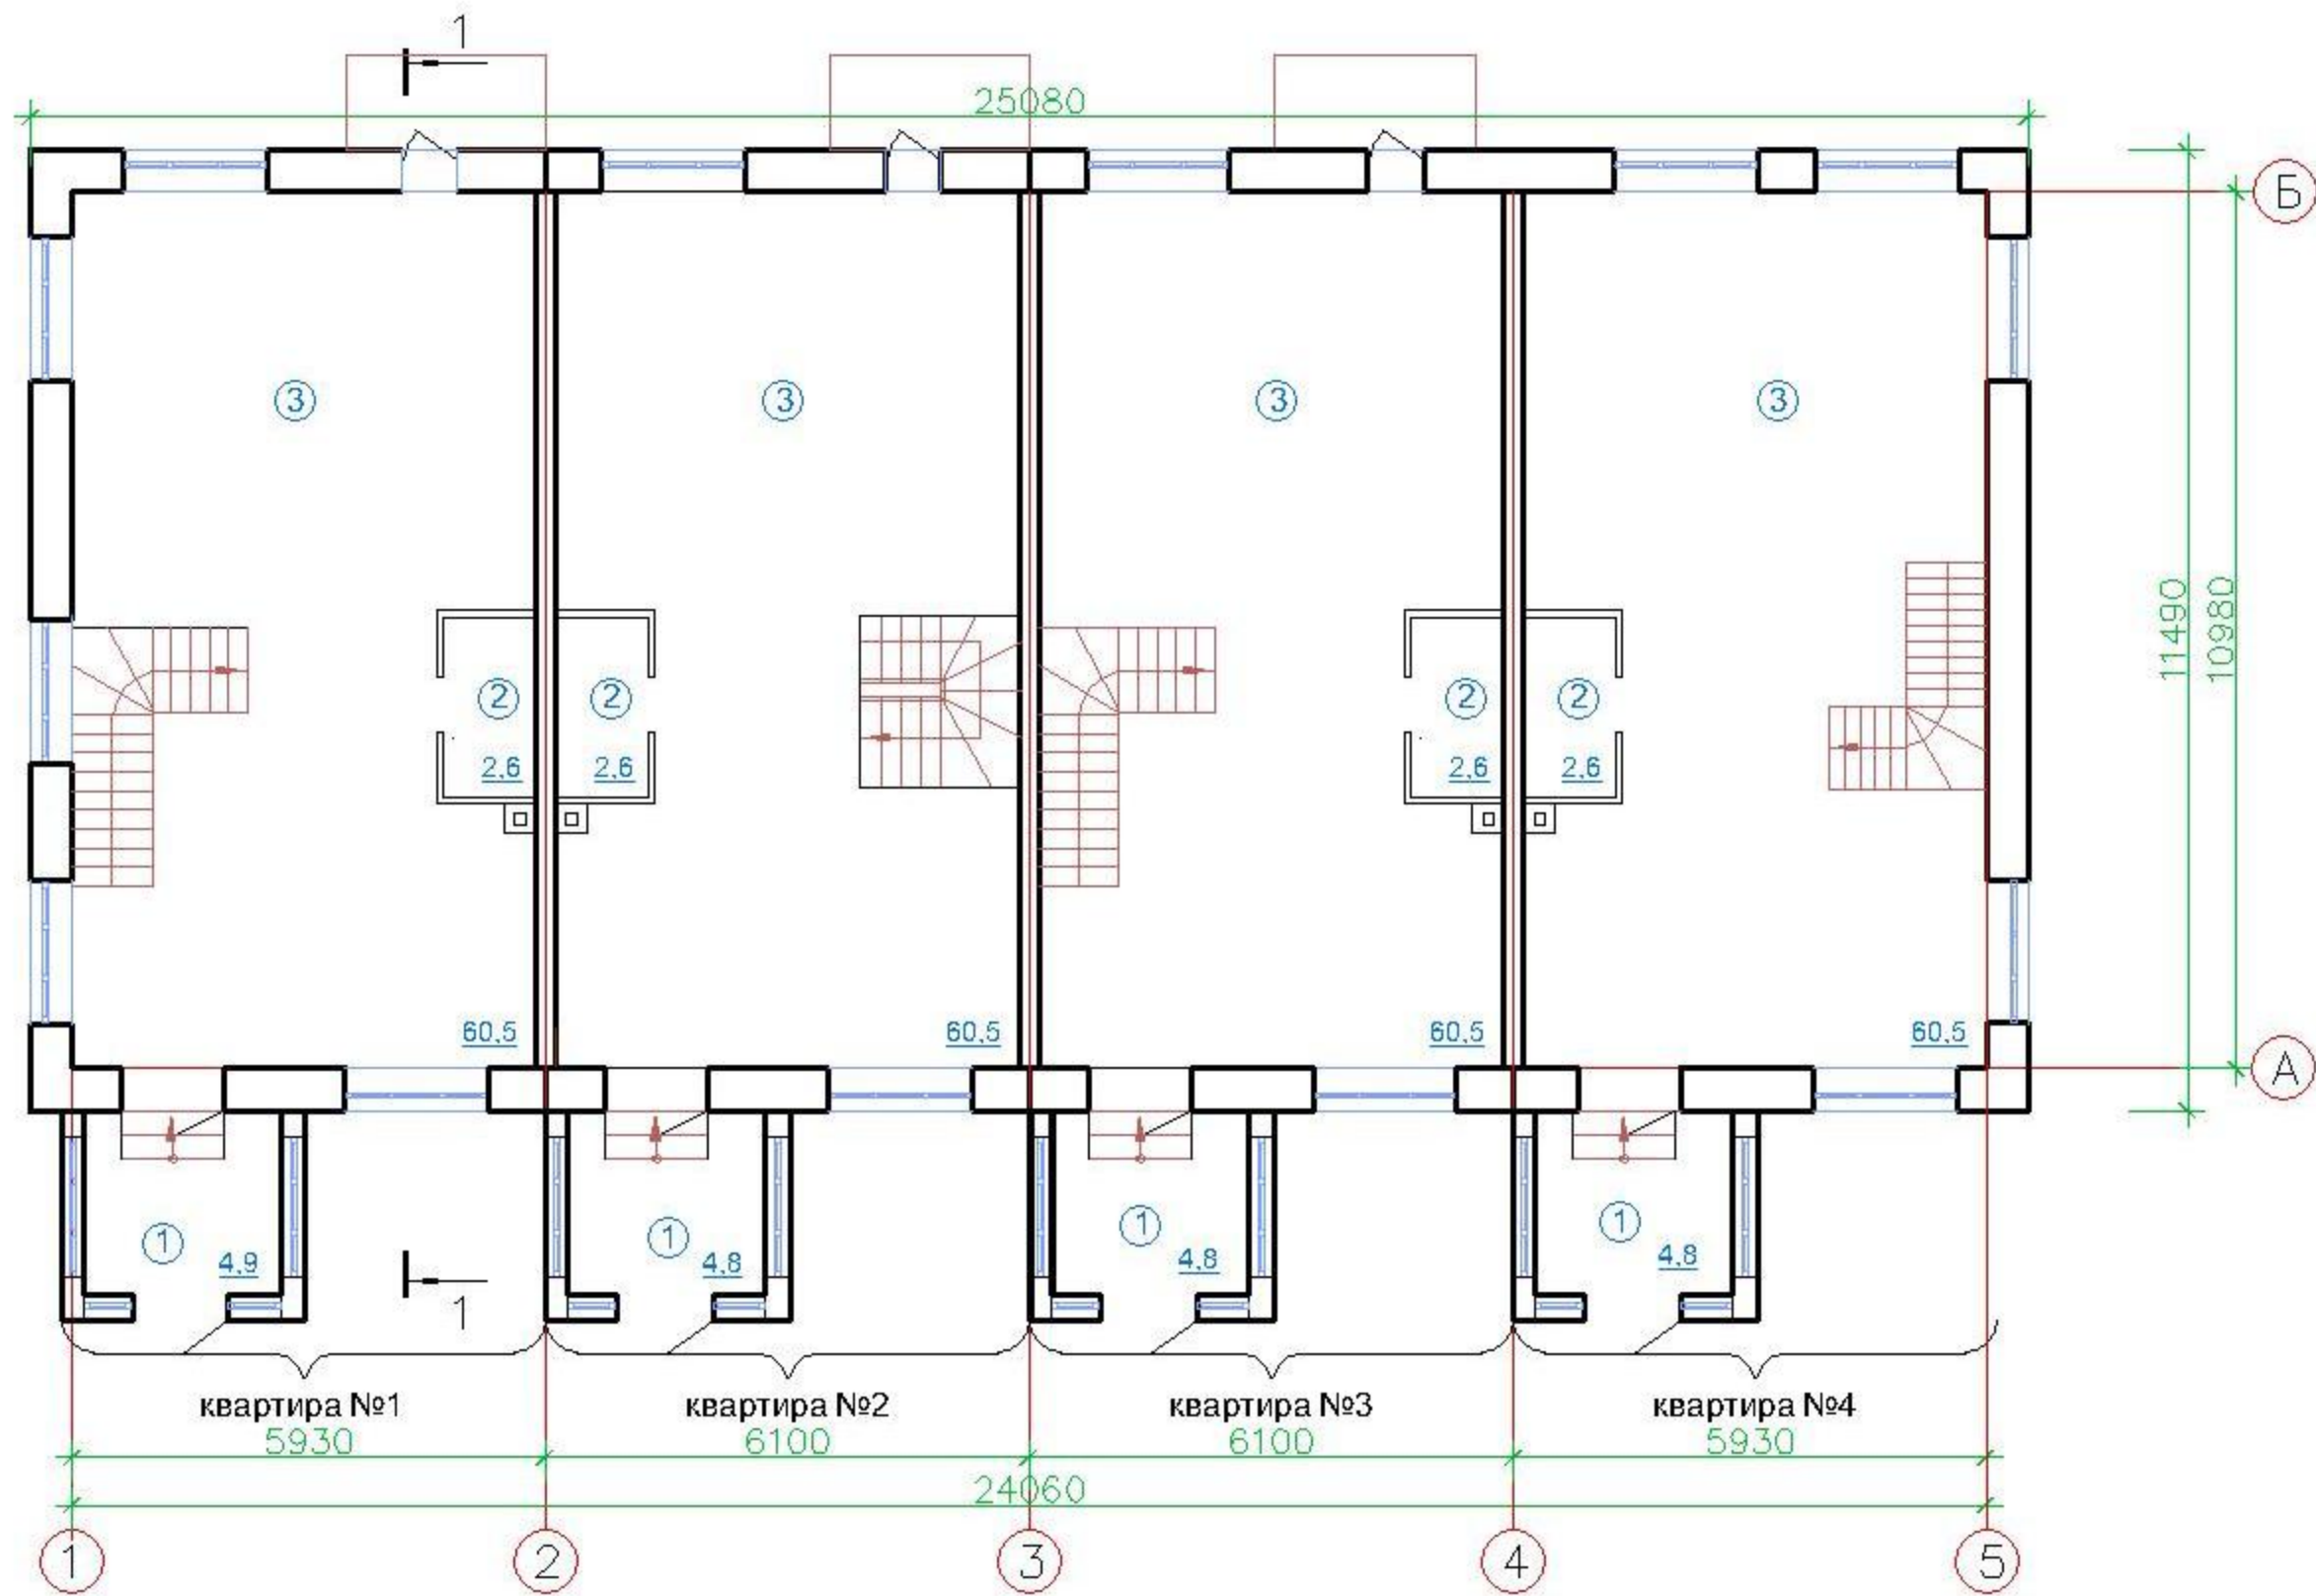 1
25080
Б
3 3 3 3
11490
10980
2 2 2 2
2,6 2,6 2,6 2,6
60,5 60,5 60,5 60,5
А
1 1 1 1
4,9 4,8 4,8 4,8
1
квартира №1 квартира №2 квартира №3 квартира №4
5930 6100 6100 5930
24060
1 2 3 4 5